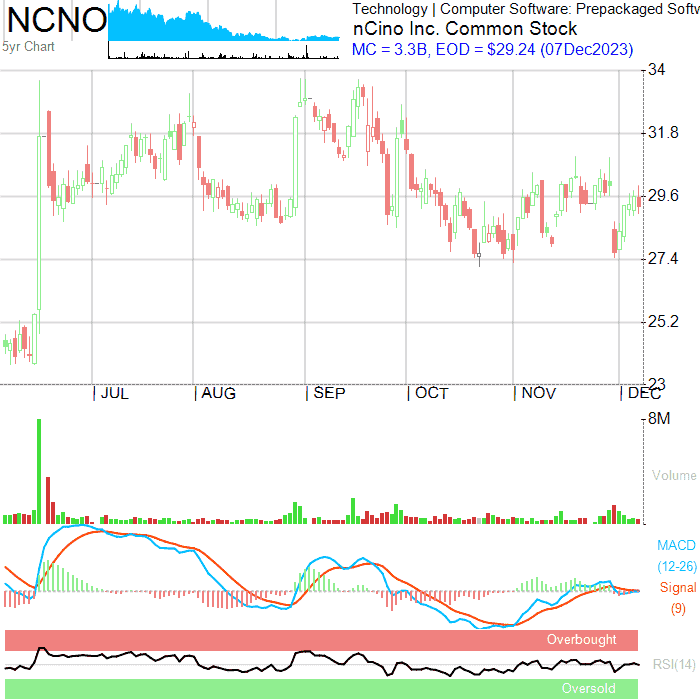 NCNO
5yr Chart
Technology | Computer Software: Prepackaged Softw
nCino Inc. Common Stock
MC = 3.3B, EOD = $29.24 (07Dec2023)
34
31.8
29.6
27.4
25.2
23
JUL AUG SEP OCT NOV DEC
8M
Volume
MACD
(12-26)
Signal
(9)
Overbought
RSI(14)
Oversold